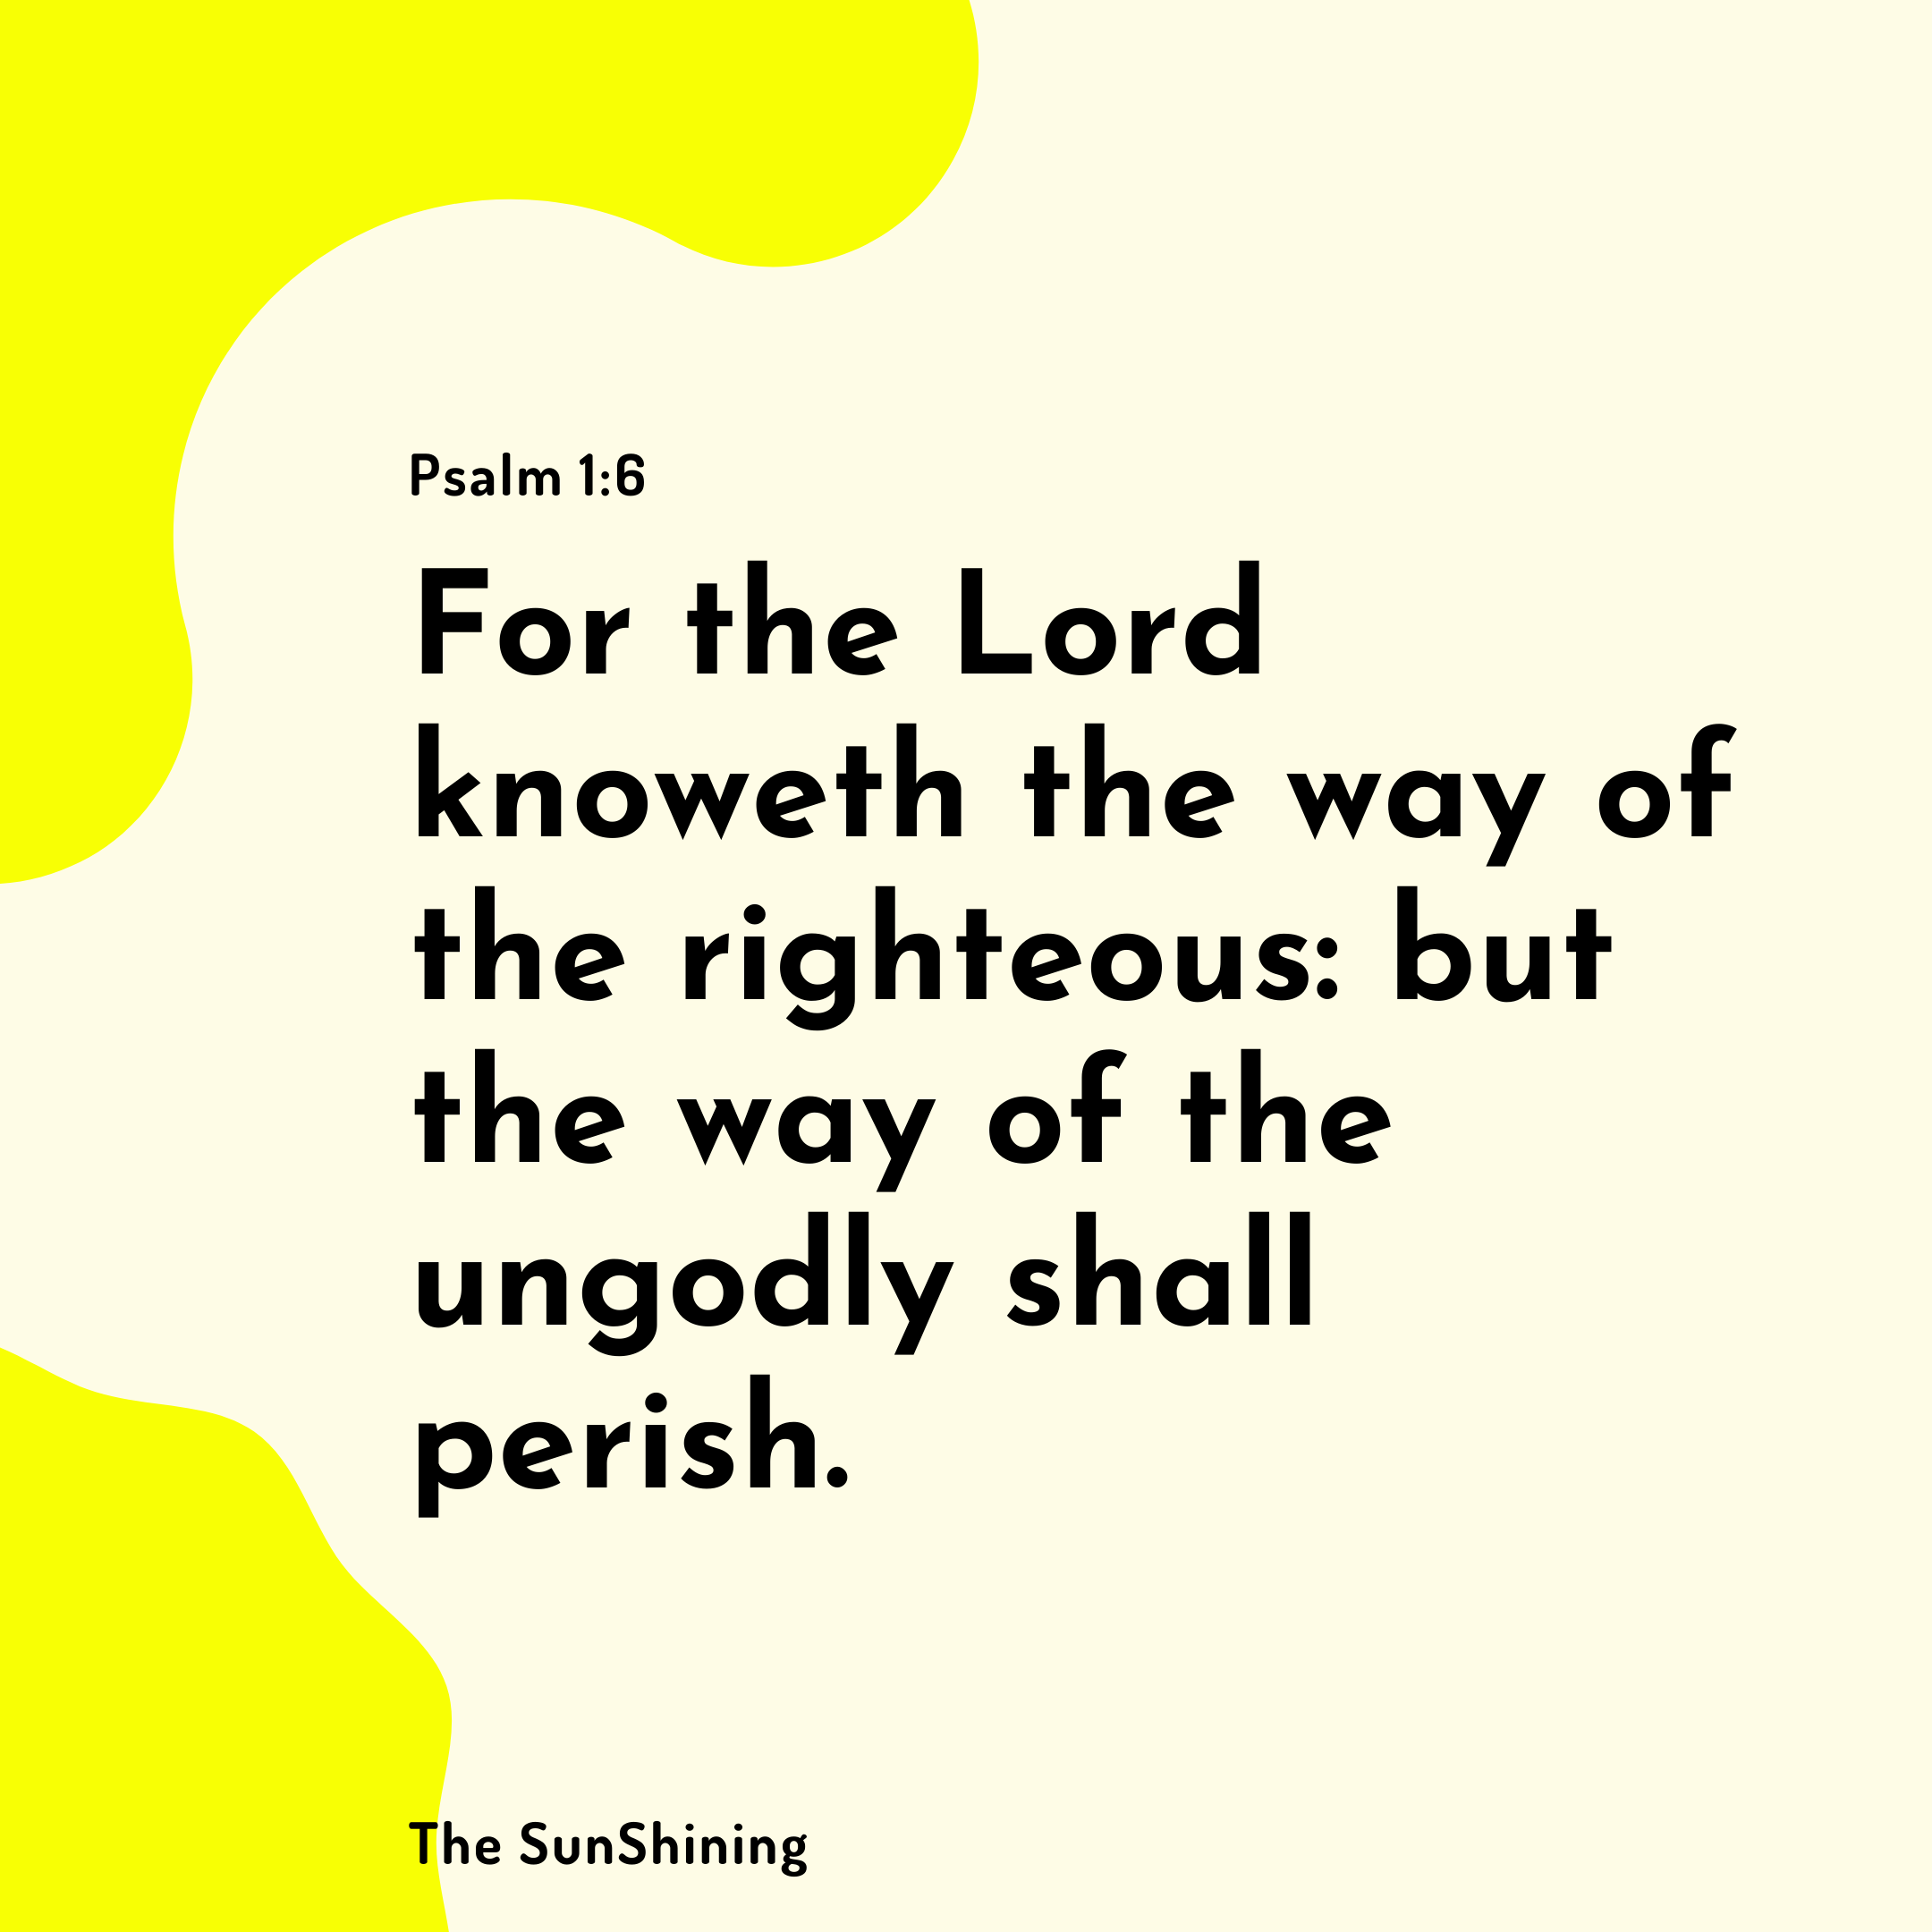 Psalm 1:6
For the Lord
knoweth the way of
the righteous: but
the way of the
ungodly shall
perish.
The SunShining